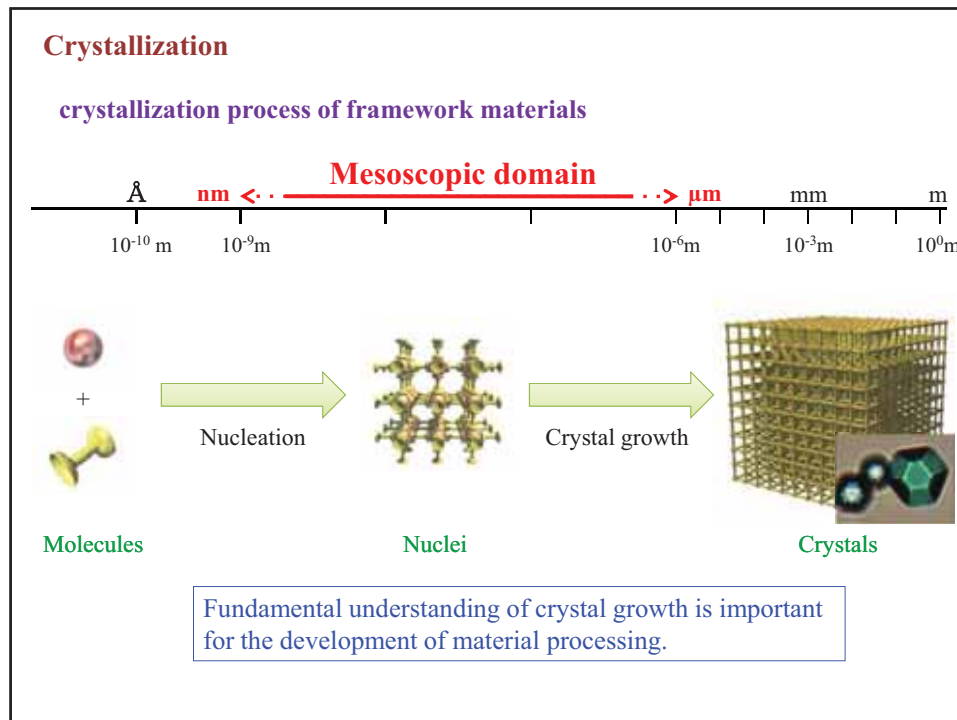 Crystallization
crystallization process of framework materials
Mesoscopic domain
Å nm µm mm m
10⁻¹⁰ m 10⁻⁹m 10⁻⁶m 10⁻³m 10⁰m
+
Nucleation Crystal growth
Molecules Nuclei Crystals
Fundamental understanding of crystal growth is important
for the development of material processing.